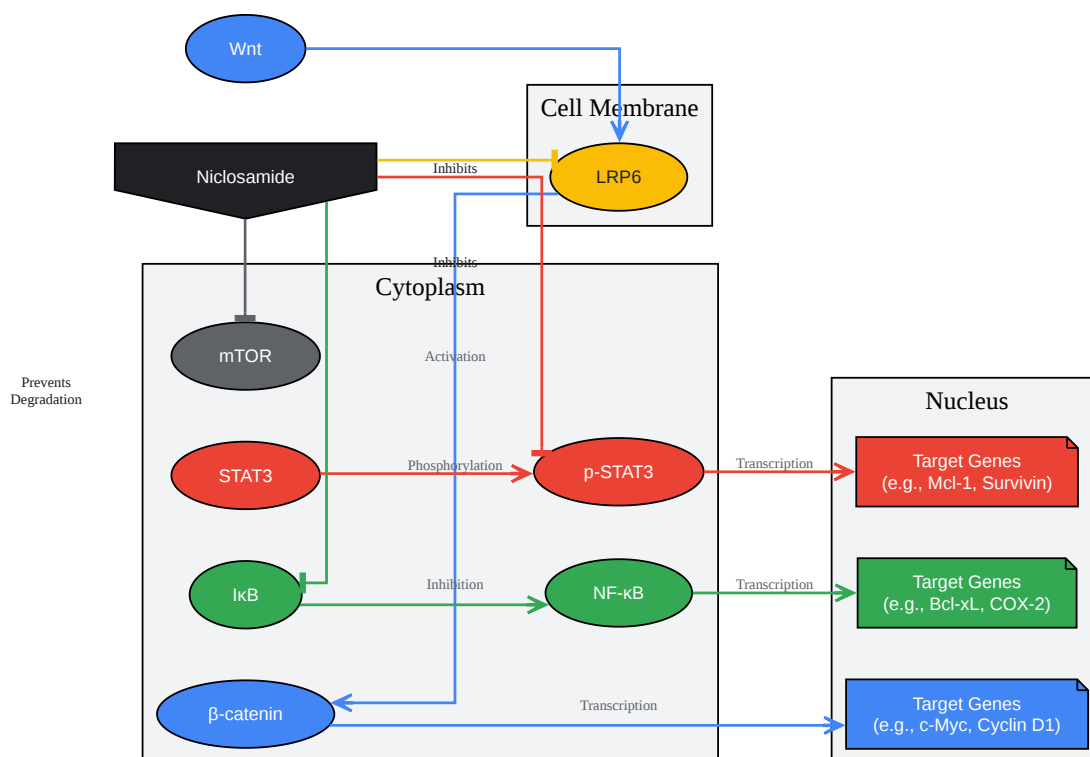 Wnt
Cell Membrane
Niclosamide
Inhibits
LRP6
Inhibits
Cytoplasm
mTOR
Activation
Prevents
Degradation
Nucleus
STAT3
Phosphorylation
p-STAT3
Transcription
Target Genes
(e.g., Mcl-1, Survivin)
IκB
Inhibition
NF-κB
Transcription
Target Genes
(e.g., Bcl-xL, COX-2)
β-catenin
Transcription
Target Genes
(e.g., c-Myc, Cyclin D1)